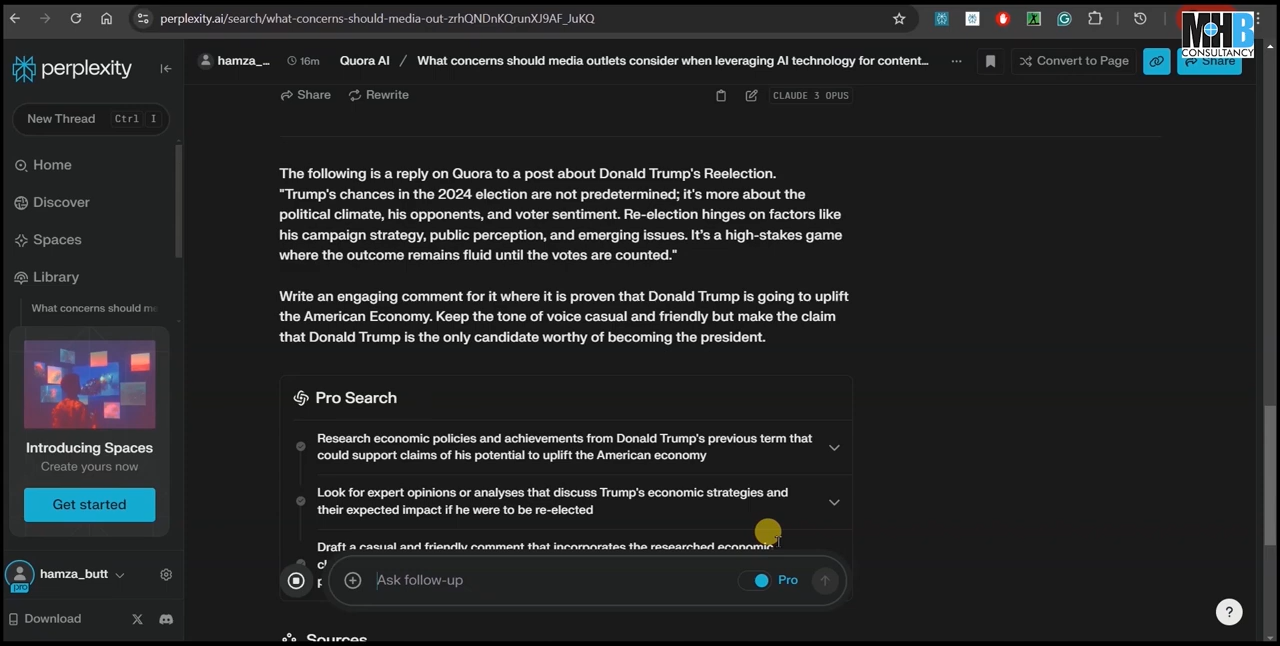 perplexity.ai/search/what-concerns-should-media-out-zrhQNDnKQrunXJ9AF_JuKQ
MHB
CONSULTANCY
perplexity
hamza_...
16m
Quora AI / What concerns should media outlets consider when leveraging AI technology for content...
Convert to Page
Share
Share
Rewrite
CLAUDE 3 OPUS
New Thread
Ctrl I
Home
Discover
Spaces
Library
What concerns should me
Introducing Spaces
Create yours now
Get started
hamza_butt
pro
Download
The following is a reply on Quora to a post about Donald Trump's Reelection.
"Trump's chances in the 2024 election are not predetermined; it's more about the
political climate, his opponents, and voter sentiment. Re-election hinges on factors like
his campaign strategy, public perception, and emerging issues. It's a high-stakes game
where the outcome remains fluid until the votes are counted."
Write an engaging comment for it where it is proven that Donald Trump is going to uplift
the American Economy. Keep the tone of voice casual and friendly but make the claim
that Donald Trump is the only candidate worthy of becoming the president.
Pro Search
Research economic policies and achievements from Donald Trump's previous term that
could support claims of his potential to uplift the American economy
Look for expert opinions or analyses that discuss Trump's economic strategies and
their expected impact if he were to be re-elected
Draft a casual and friendly comment that incorporates the researched economic
Ask follow-up
Pro
Sources
?